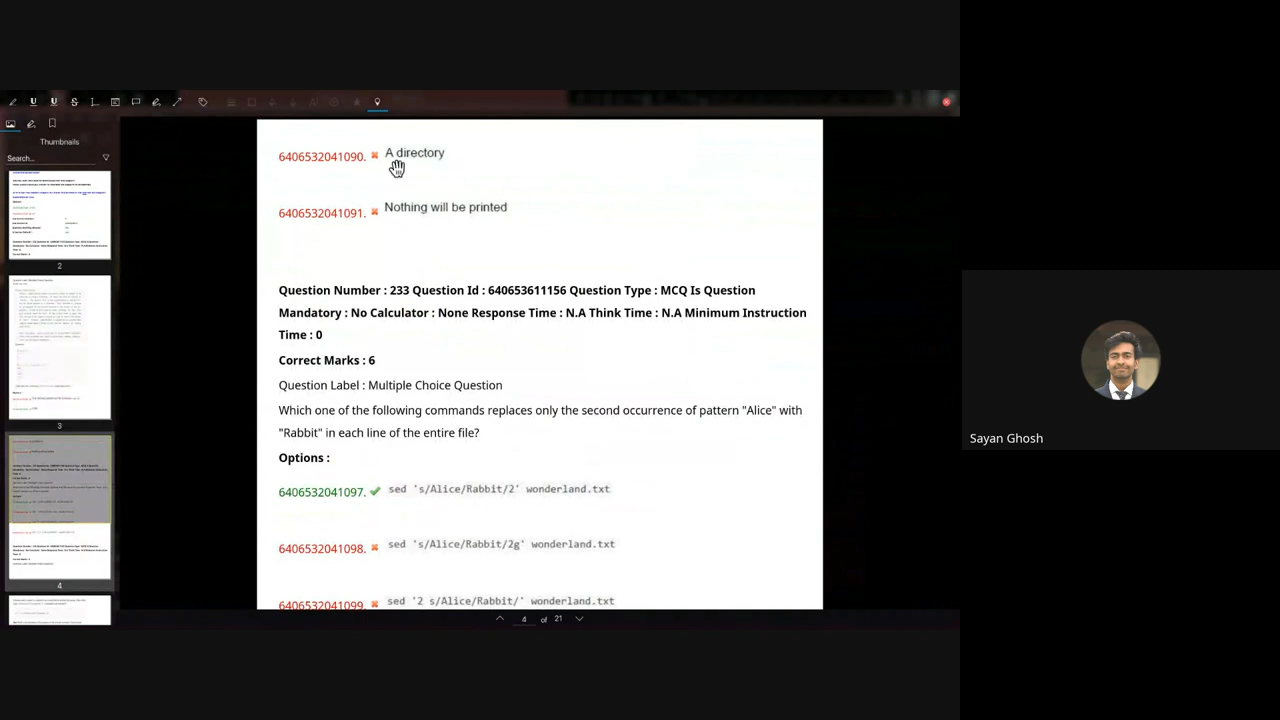 Thumbnails
Search...
2
3
4
6406532041090. A directory
6406532041091. Nothing will be printed
Question Number : 233 Question Id : 640653611156 Question Type : MCQ Is Question
Mandatory : No Calculator : None Response Time : N.A Think Time : N.A Minimum Instruction
Time : 0
Correct Marks : 6
Question Label : Multiple Choice Question
Which one of the following commands replaces only the second occurrence of pattern "Alice" with
"Rabbit" in each line of the entire file?
Options :
6406532041097. sed 's/Alice/Rabbit/2' wonderland.txt
6406532041098. sed 's/Alice/Rabbit/2g' wonderland.txt
6406532041099. sed '2 s/Alice/Rabbit/' wonderland.txt
4 of 21
Sayan Ghosh